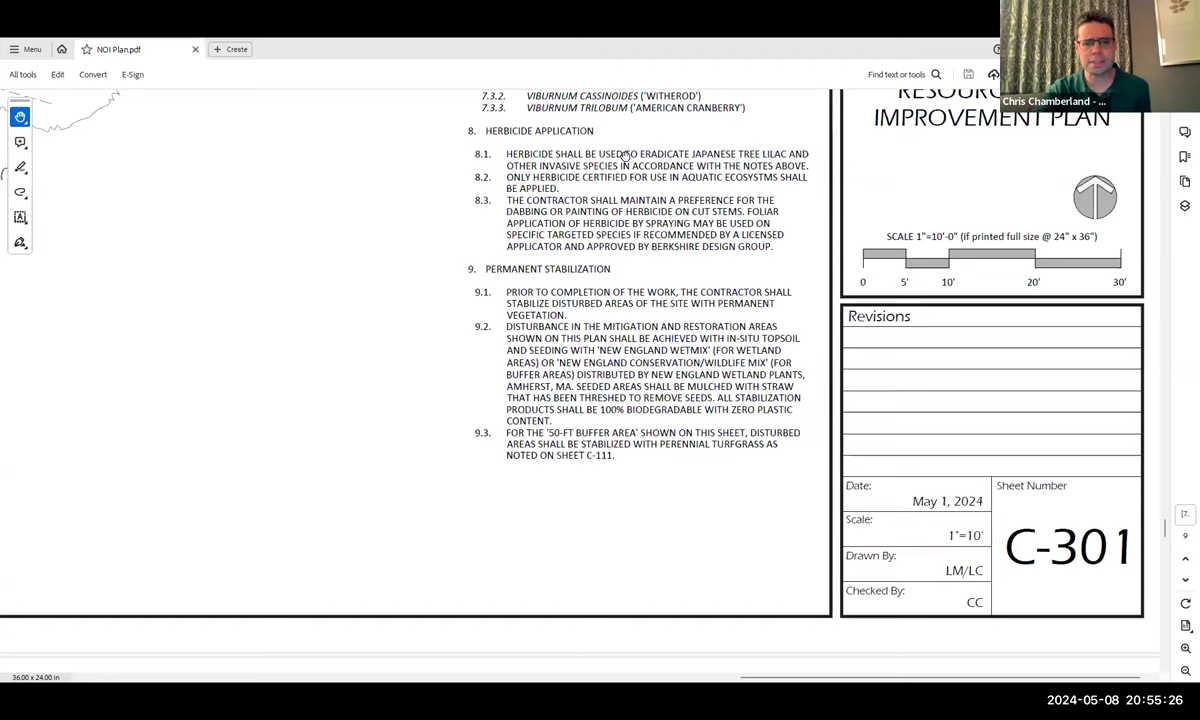 Menu
NOI Plan.pdf
Create
All tools
Edit
Convert
E-Sign
Find text or tools
Chris Chamberland - ...
7.3.2. VIBURNUM CASSINOIDES ('WITHEROD')
7.3.3. VIBURNUM TRILOBUM ('AMERICAN CRANBERRY')
8. HERBICIDE APPLICATION
8.1. HERBICIDE SHALL BE USED TO ERADICATE JAPANESE TREE LILAC AND
OTHER INVASIVE SPECIES IN ACCORDANCE WITH THE NOTES ABOVE.
8.2. ONLY HERBICIDE CERTIFIED FOR USE IN AQUATIC ECOSYSTMS SHALL
BE APPLIED.
8.3. THE CONTRACTOR SHALL MAINTAIN A PREFERENCE FOR THE
DABBING OR PAINTING OF HERBICIDE ON CUT STEMS. FOLIAR
APPLICATION OF HERBICIDE BY SPRAYING MAY BE USED ON
SPECIFIC TARGETED SPECIES IF RECOMMENDED BY A LICENSED
APPLICATOR AND APPROVED BY BERKSHIRE DESIGN GROUP.
9. PERMANENT STABILIZATION
9.1. PRIOR TO COMPLETION OF THE WORK, THE CONTRACTOR SHALL
STABILIZE DISTURBED AREAS OF THE SITE WITH PERMANENT
VEGETATION.
9.2. DISTURBANCE IN THE MITIGATION AND RESTORATION AREAS
SHOWN ON THIS PLAN SHALL BE ACHIEVED WITH IN-SITU TOPSOIL
AND SEEDING WITH 'NEW ENGLAND WETMIX' (FOR WETLAND
AREAS) OR 'NEW ENGLAND CONSERVATION/WILDLIFE MIX' (FOR
BUFFER AREAS) DISTRIBUTED BY NEW ENGLAND WETLAND PLANTS,
AMHERST, MA. SEEDED AREAS SHALL BE MULCHED WITH STRAW
THAT HAS BEEN THRESHED TO REMOVE SEEDS. ALL STABILIZATION
PRODUCTS SHALL BE 100% BIODEGRADABLE WITH ZERO PLASTIC
CONTENT.
9.3. FOR THE '50-FT BUFFER AREA' SHOWN ON THIS SHEET, DISTURBED
AREAS SHALL BE STABILIZED WITH PERENNIAL TURFGRASS AS
NOTED ON SHEET C-111.
IMPROVEMENT PLAN
SCALE 1"=10'-0" (if printed full size @ 24" x 36")
0 5' 10' 20' 30'
Revisions
Date:
May 1, 2024
Scale:
1"=10'
Drawn By:
LM/LC
Checked By:
CC
Sheet Number
C-301
9
36.00 x 24.00 in
2024-05-08 20:55:26